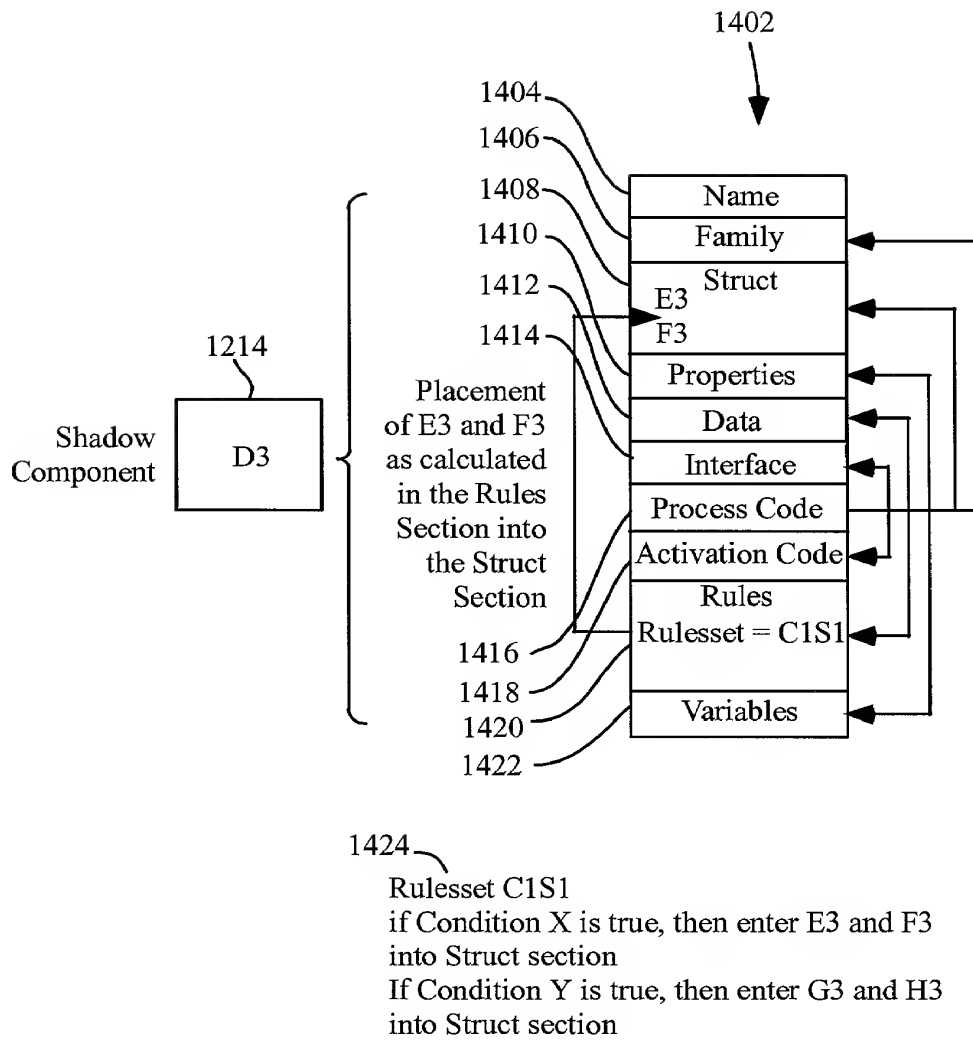 1402
1404
1406
1408
1410
1412
1414
Name
Family
Struct
E3
F3
Properties
Data
Interface
Process Code
Activation Code
Rules
Rulesset = C1S1
Variables
1214
Shadow
Component
D3
Placement
of E3 and F3
as calculated
in the Rules
Section into
the Struct
Section
1416
1418
1420
1422
1424
Rulesset C1S1
if Condition X is true, then enter E3 and F3
into Struct section
If Condition Y is true, then enter G3 and H3
into Struct section